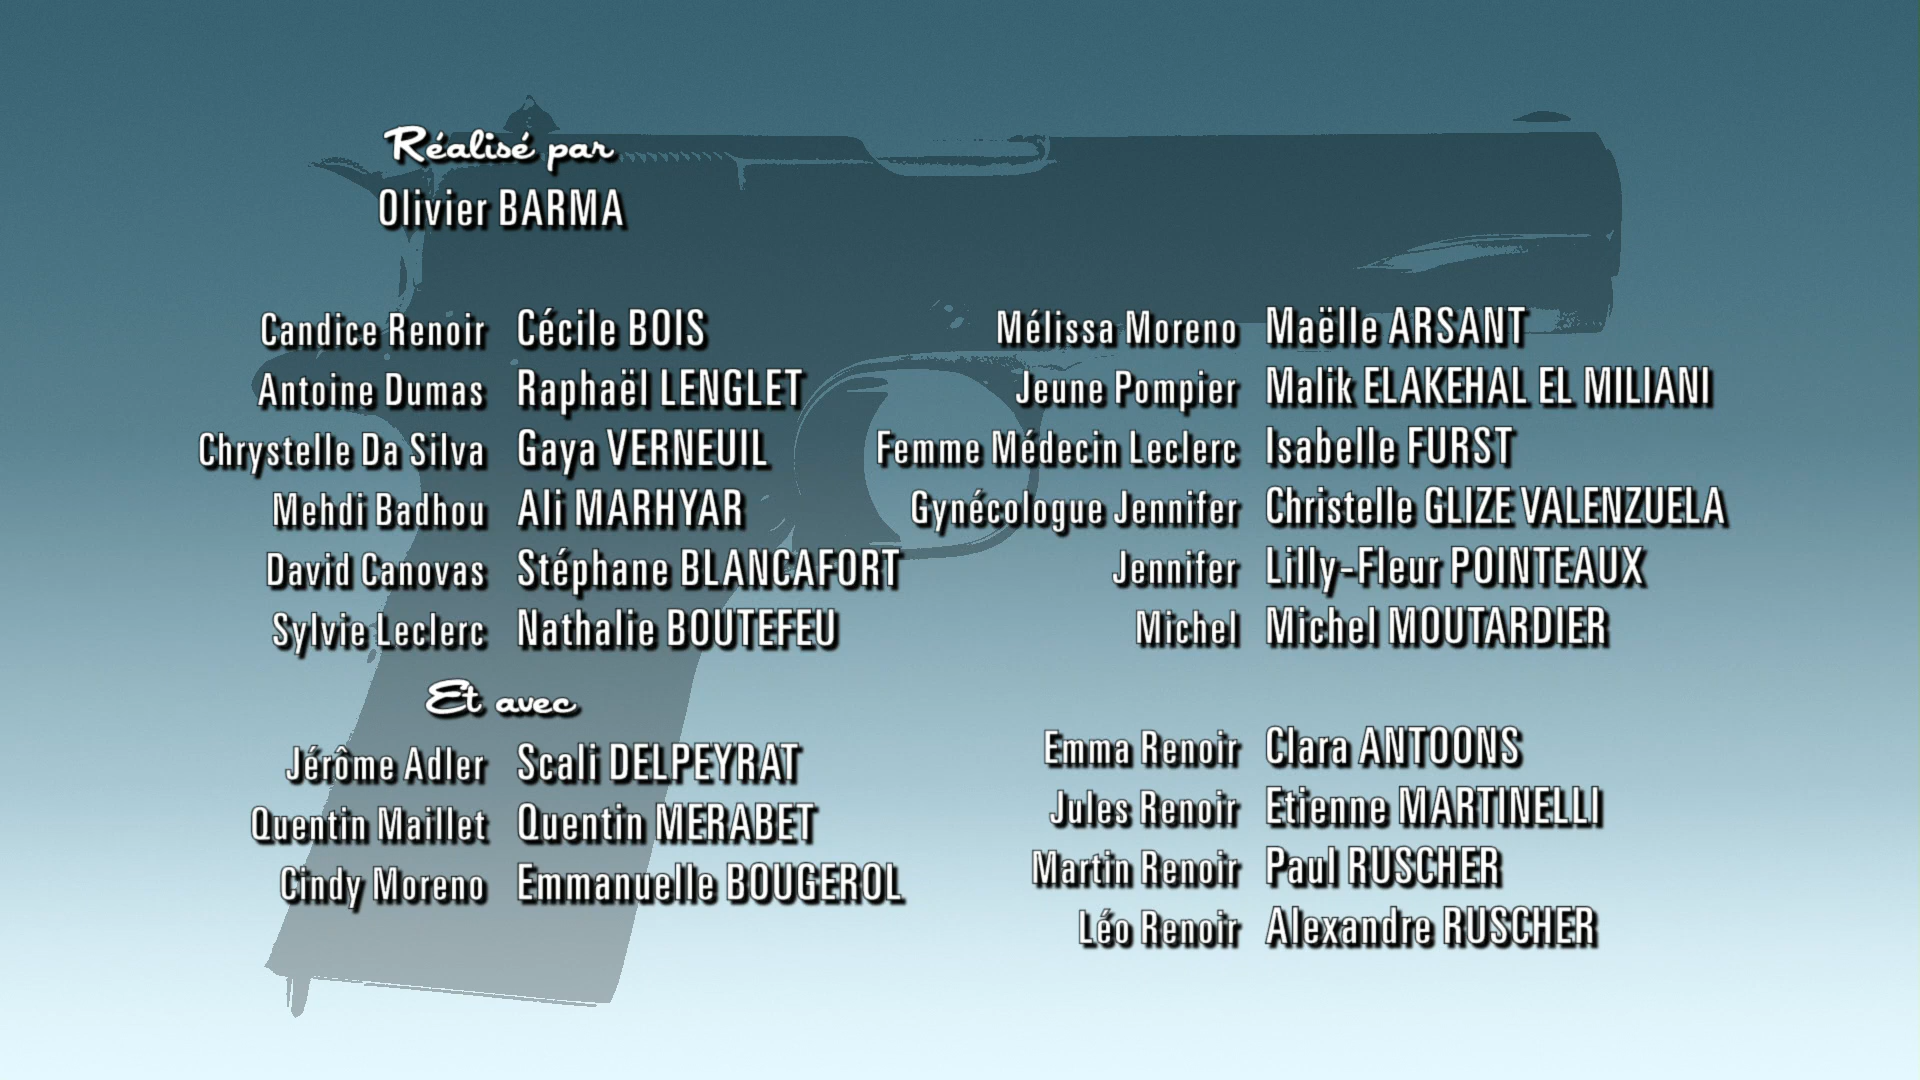 Réalisé par
Olivier BARMA
Candice Renoir Cécile BOIS
Antoine Dumas Raphaël LENGLET
Chrystelle Da Silva Gaya VERNEUIL
Mehdi Badhou Ali MARHYAR
David Canovas Stéphane BLANCAFORT
Sylvie Leclerc Nathalie BOUTEFEU
Et avec
Jérôme Adler Scali DELPEYRAT
Quentin Maillet Quentin MERABET
Cindy Moreno Emmanuelle BOUGEROL
Mélissa Moreno Maëlle ARSANT
Jeune Pompier Malik ELAKEHAL EL MILIANI
Femme Médecin Leclerc Isabelle FURST
Gynécologue Jennifer Christelle GLIZE VALENZUELA
Jennifer Lilly-Fleur POINTEAUX
Michel Michel MOUTARDIER
Emma Renoir Clara ANTOONS
Jules Renoir Etienne MARTINELLI
Martin Renoir Paul RUSCHER
Léo Renoir Alexandre RUSCHER